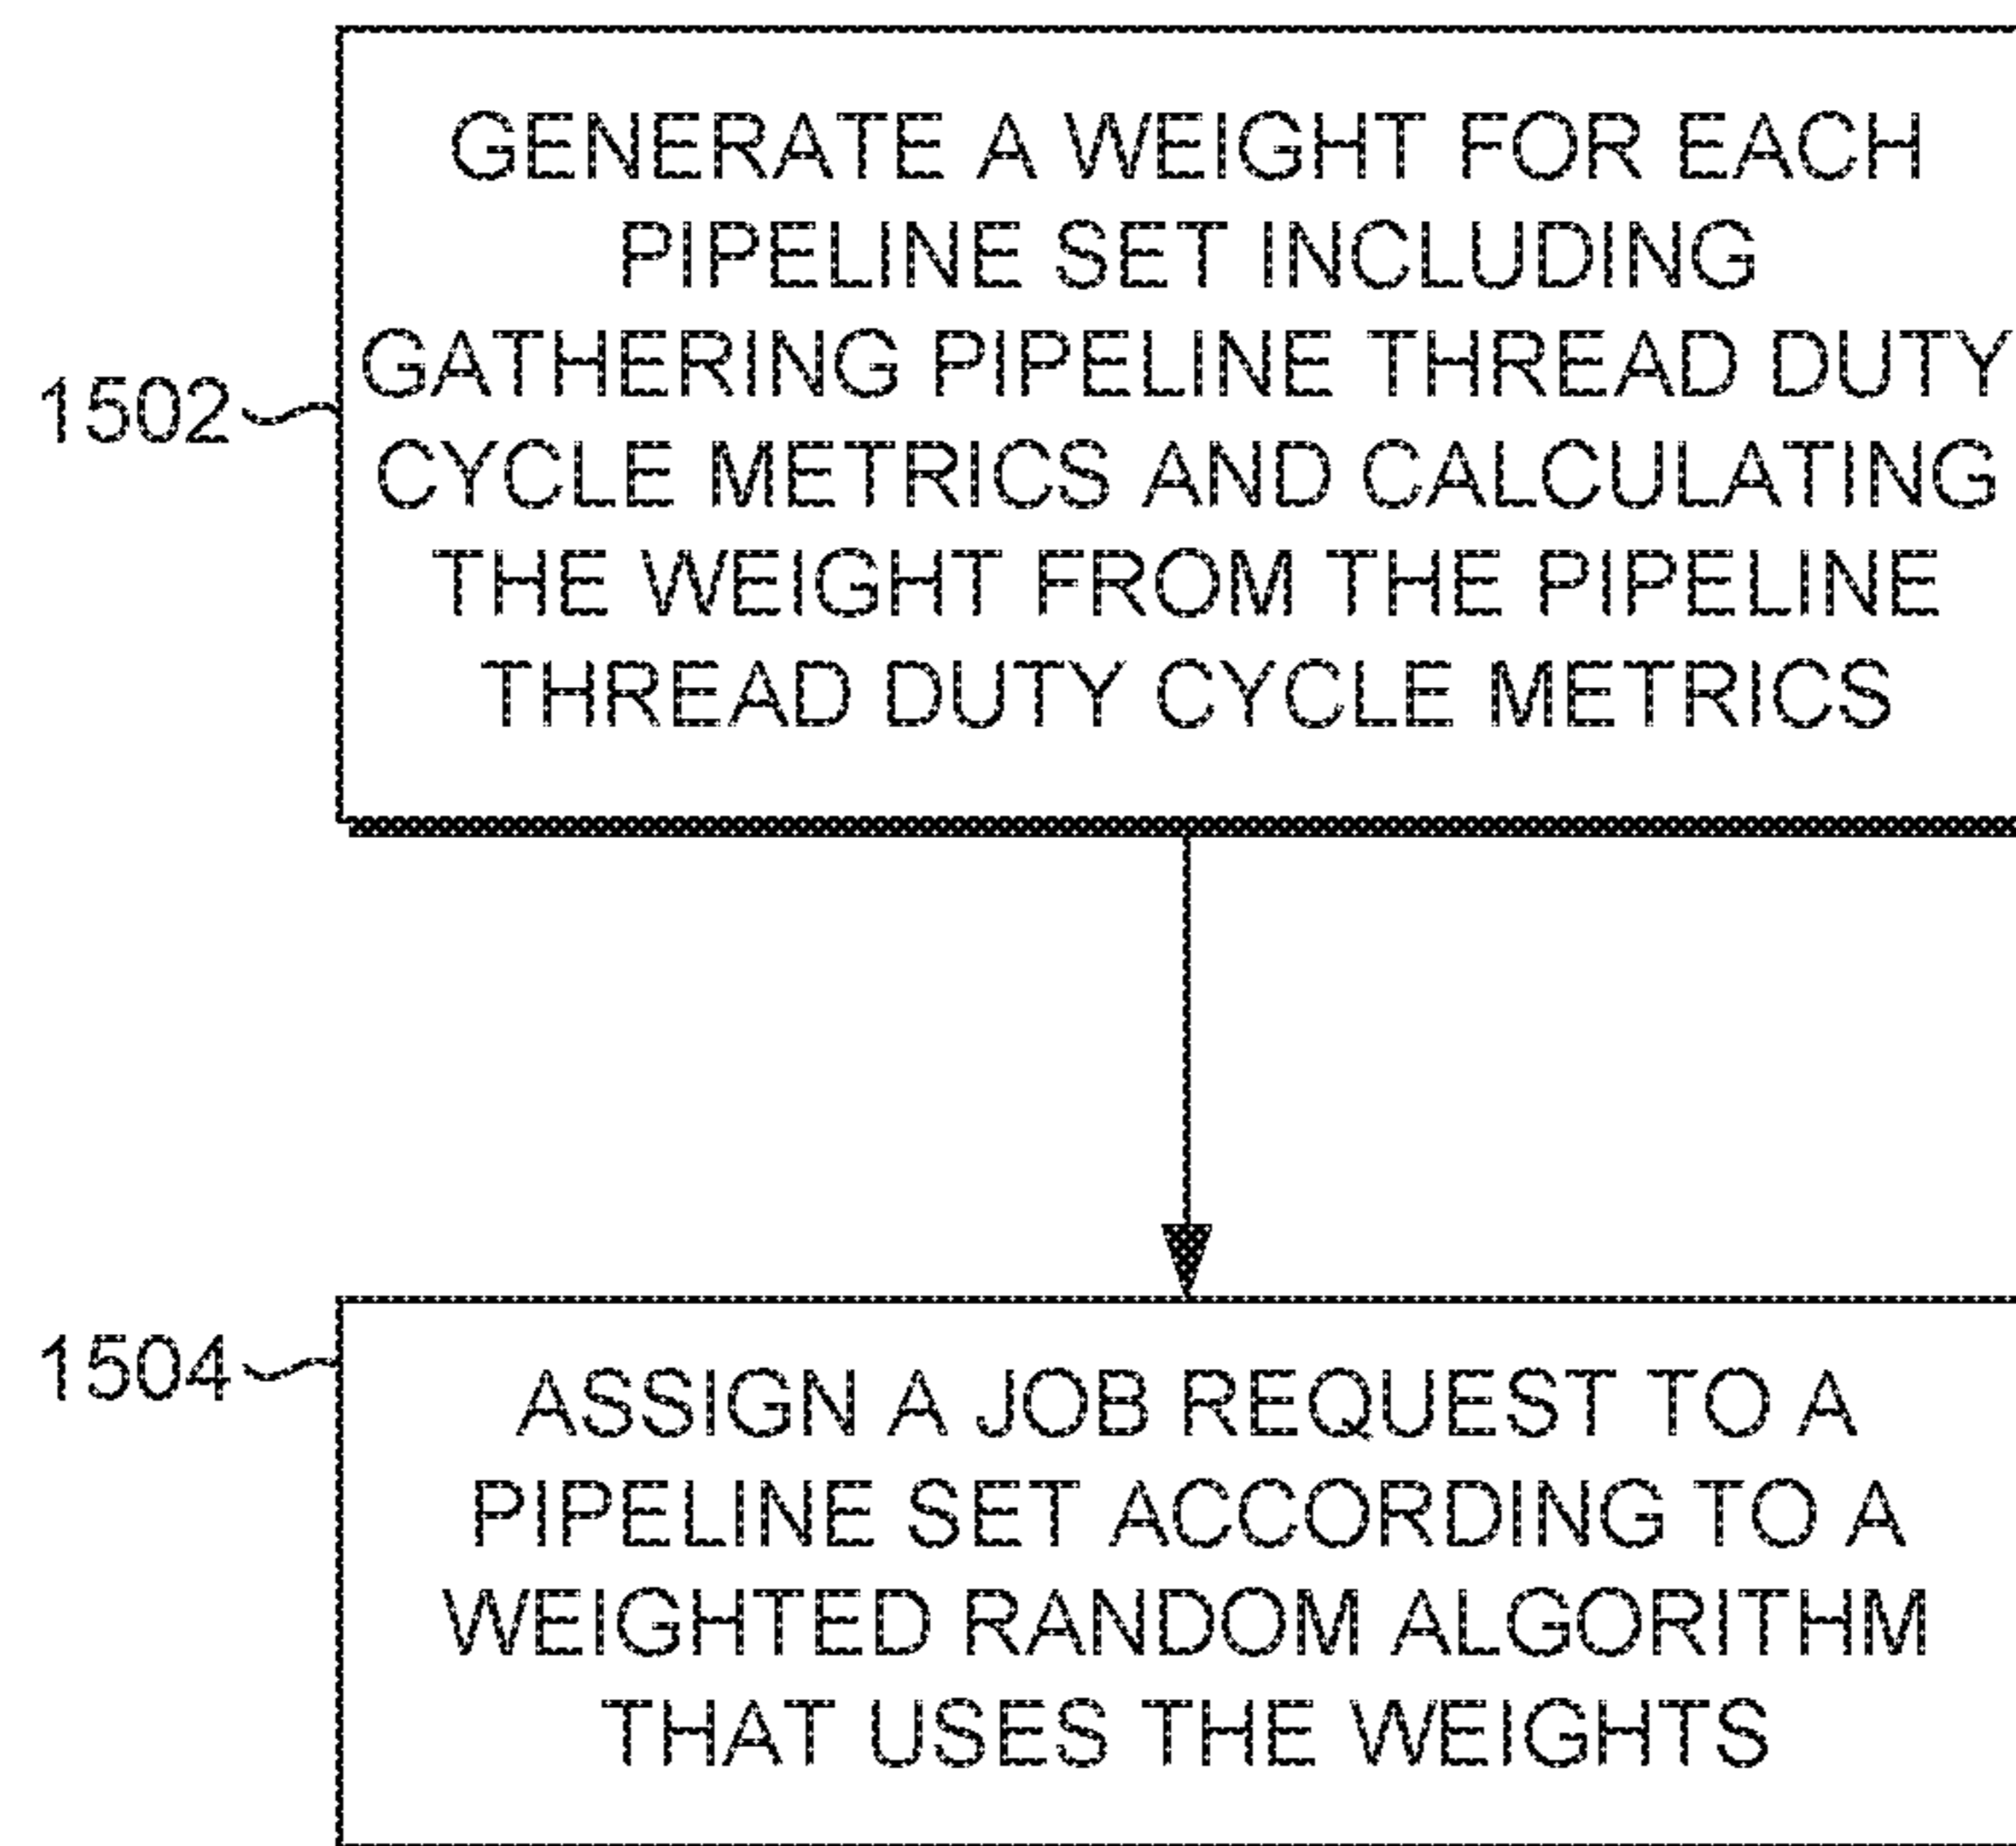 GENERATE A WEIGHT FOR EACH
PIPELINE SET INCLUDING
GATHERING PIPELINE THREAD DUTY
CYCLE METRICS AND CALCULATING
THE WEIGHT FROM THE PIPELINE
THREAD DUTY CYCLE METRICS
1502
1504
ASSIGN A JOB REQUEST TO A
PIPELINE SET ACCORDING TO A
WEIGHTED RANDOM ALGORITHM
THAT USES THE WEIGHTS